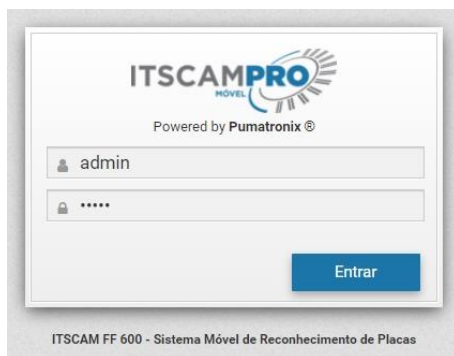 ITSCAMPRO
MÓVEL
Powered by Pumatronix ®
admin
•••••
Entrar
ITSCAM FF 600 - Sistema Móvel de Reconhecimento de Placas